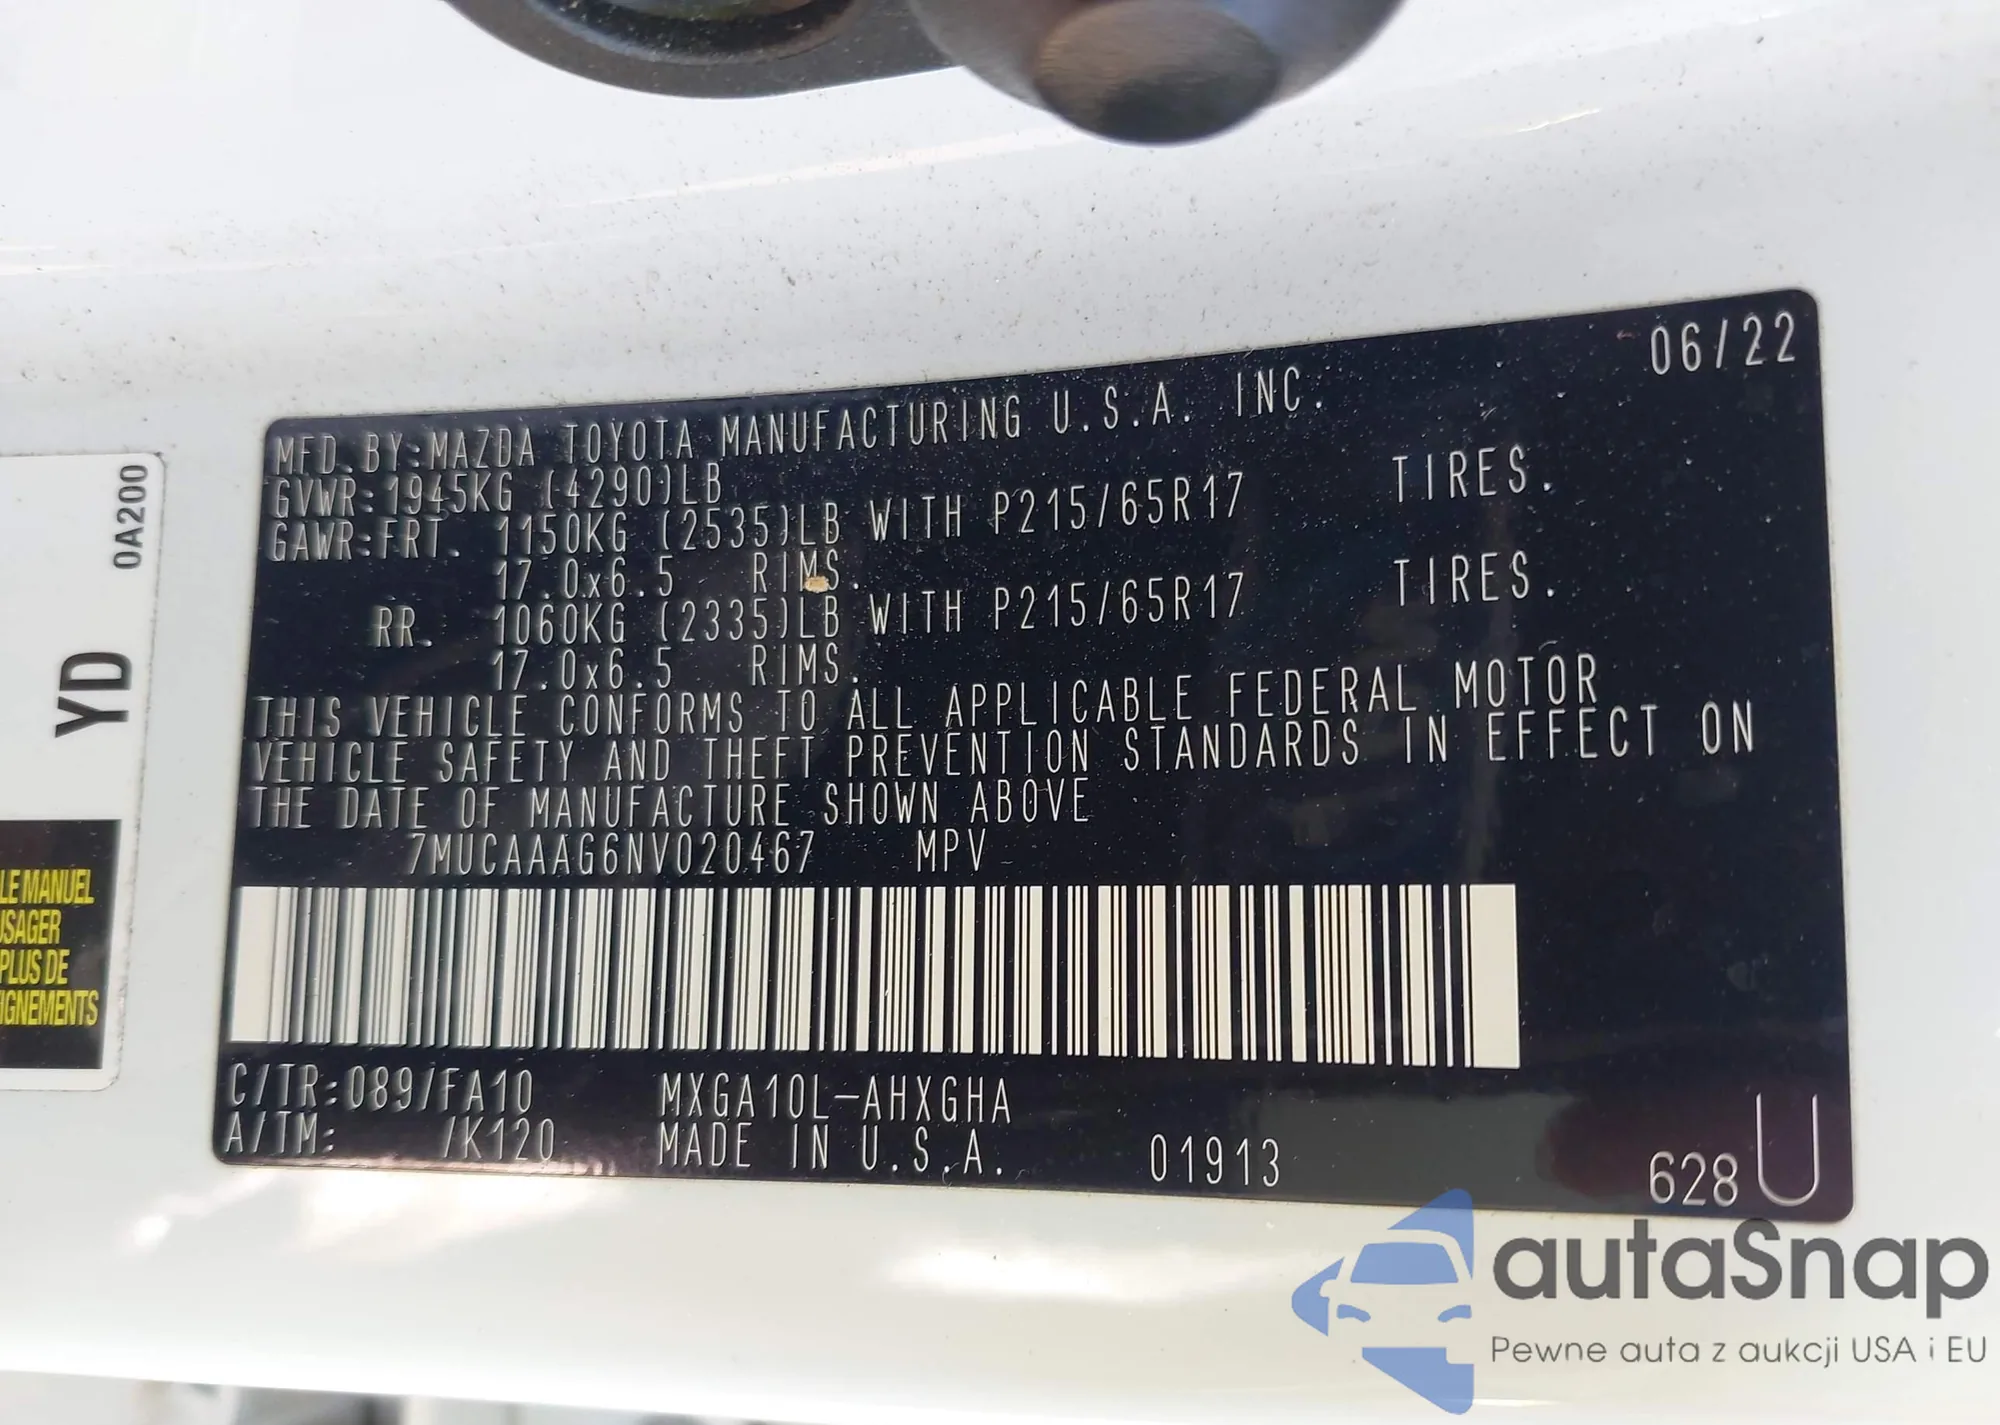 06/22
MFD. BY:MAZDA TOYOTA MANUFACTURING U.S.A. INC.
GVWR:1945KG (4290)LB
GAWR:FRT. 1150KG (2535)LB WITH P215/65R17 TIRES.
17.0x6.5 RIMS.
RR. 1060KG (2335)LB WITH P215/65R17 TIRES.
17.0x6.5 RIMS.
THIS VEHICLE CONFORMS TO ALL APPLICABLE FEDERAL MOTOR
VEHICLE SAFETY AND THEFT PREVENTION STANDARDS IN EFFECT ON
THE DATE OF MANUFACTURE SHOWN ABOVE
7MUCAAAG6NV020467 MPV
C/TR:089/FA10 MXGA10L-AHXGHA
A/TM: /K120 MADE IN U.S.A. 01913 628 U
0A200
YD
LE MANUEL
USAGER
PLUS DE
IGNEMENTS
autaSnap
Pewne auta z aukcji USA i EU